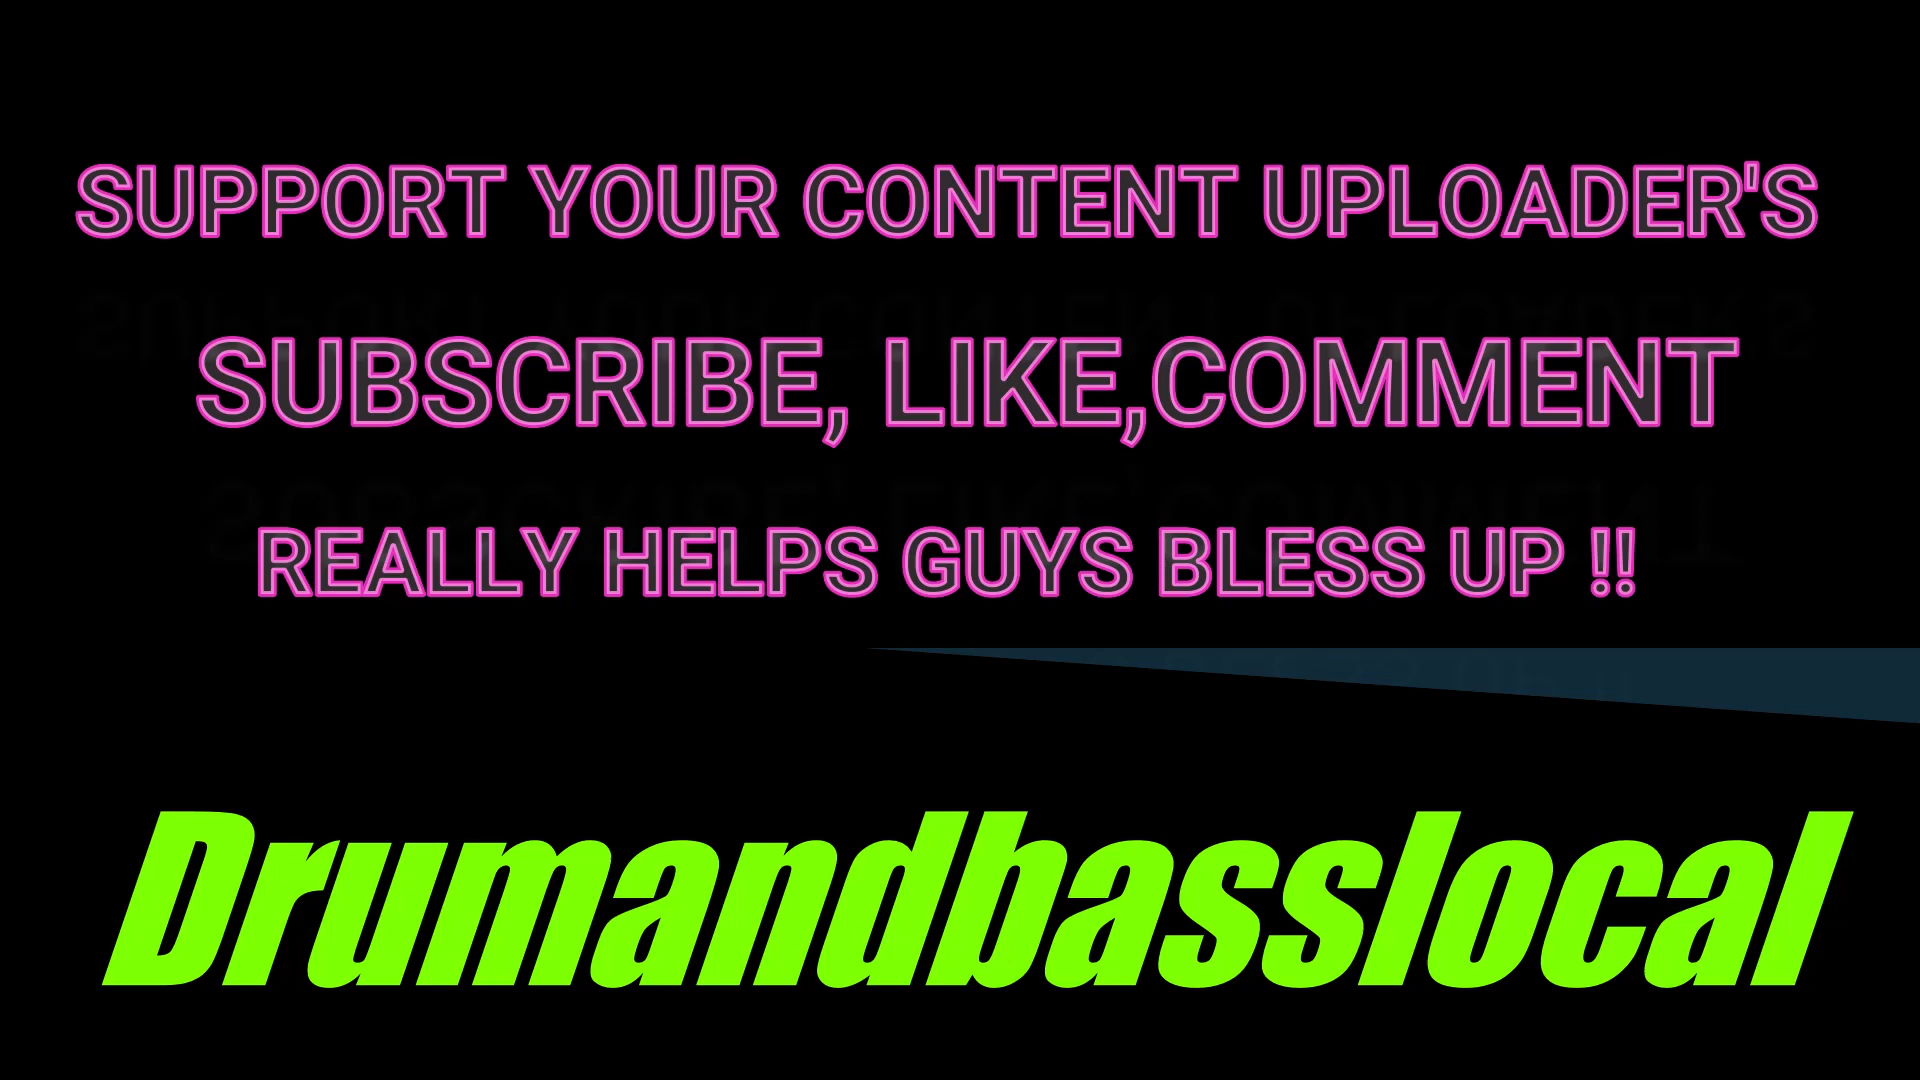 SUPPORT YOUR CONTENT UPLOADER'S
SUBSCRIBE, LIKE,COMMENT
REALLY HELPS GUYS BLESS UP !!
Drumandbasslocal